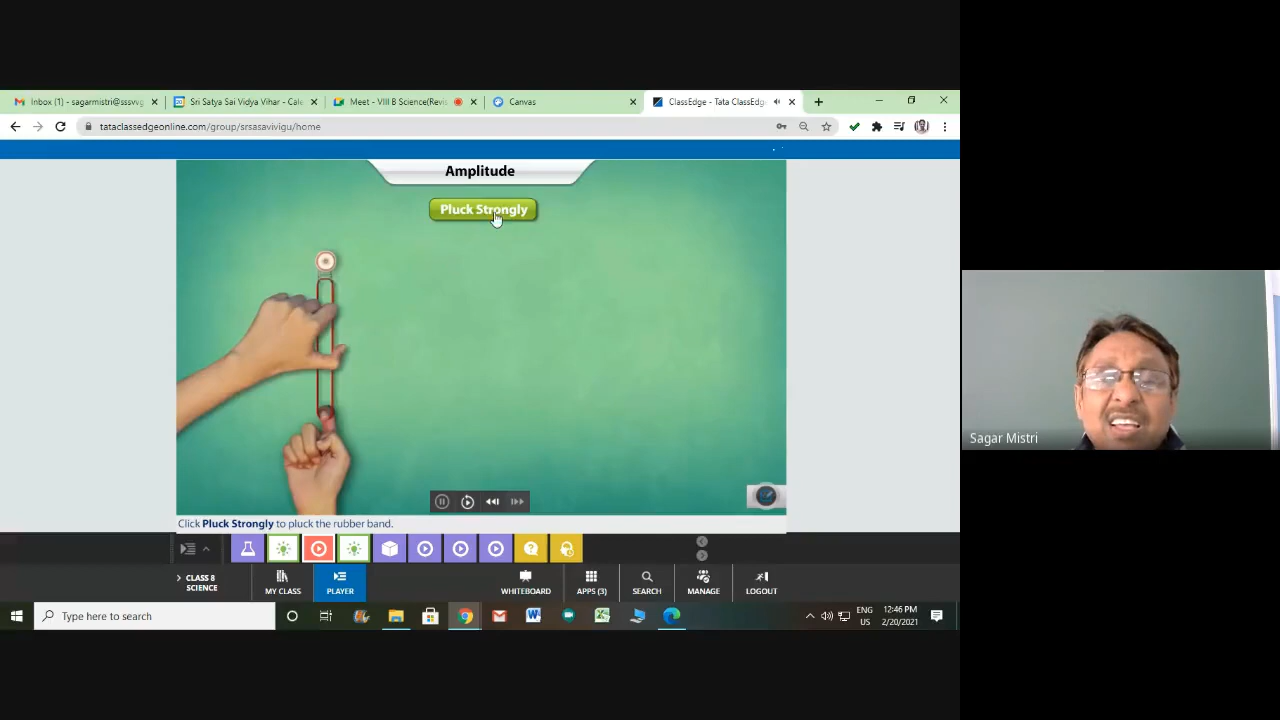 Inbox (1) - sagarmistri@sssvvg
Sri Satya Sai Vidya Vihar - Cale
Meet - VIII B Science(Revis
Canvas
ClassEdge - Tata ClassEdg
tataclassedgeonline.com/group/srsasavivigu/home
Amplitude
Pluck Strongly
Click Pluck Strongly to pluck the rubber band.
CLASS 8
SCIENCE
MY CLASS
PLAYER
WHITEBOARD
APPS (3)
SEARCH
MANAGE
LOGOUT
Type here to search
ENG
US
12:46 PM
2/20/2021
Sagar Mistri